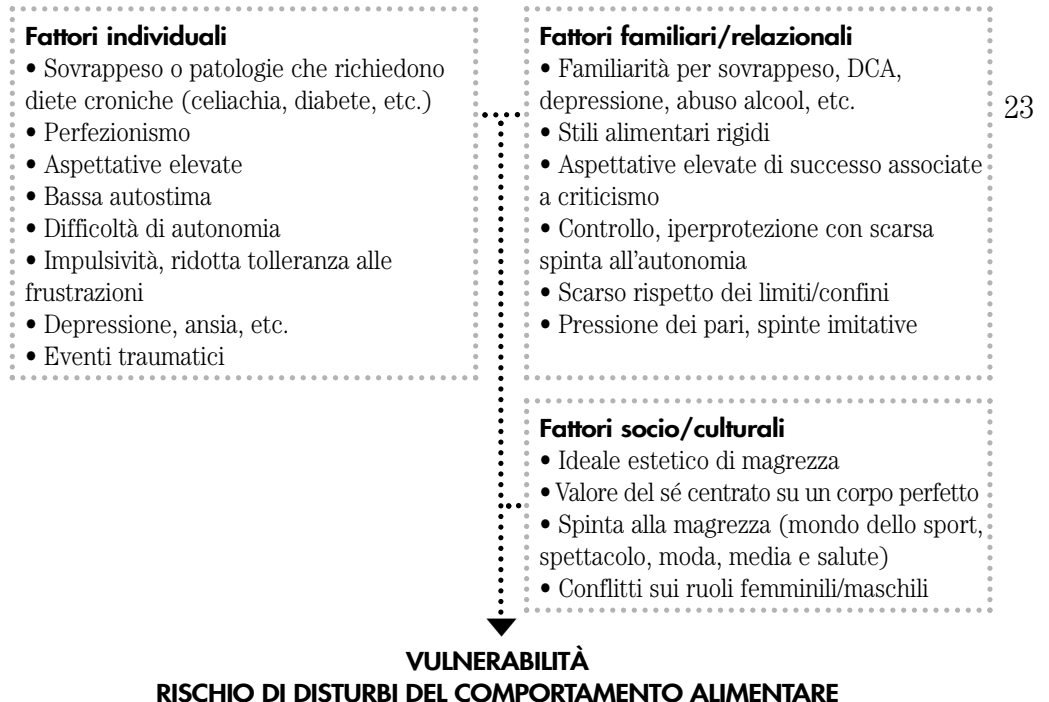 Fattori individuali
• Sovrappeso o patologie che richiedono
diete croniche (celiachia, diabete, etc.)
• Perfezionismo
• Aspettative elevate
• Bassa autostima
• Difficoltà di autonomia
• Impulsività, ridotta tolleranza alle
frustrazioni
• Depressione, ansia, etc.
• Eventi traumatici
Fattori familiari/relazionali
• Familiarità per sovrappeso, DCA,
depressione, abuso alcool, etc.
• Stili alimentari rigidi
• Aspettative elevate di successo associate
a criticismo
• Controllo, iperprotezione con scarsa
spinta all'autonomia
• Scarso rispetto dei limiti/confini
• Pressione dei pari, spinte imitative
23
Fattori socio/culturali
• Ideale estetico di magrezza
• Valore del sé centrato su un corpo perfetto
• Spinta alla magrezza (mondo dello sport,
spettacolo, moda, media e salute)
• Conflitti sui ruoli femminili/maschili
VULNERABILITÀ
RISCHIO DI DISTURBI DEL COMPORTAMENTO ALIMENTARE